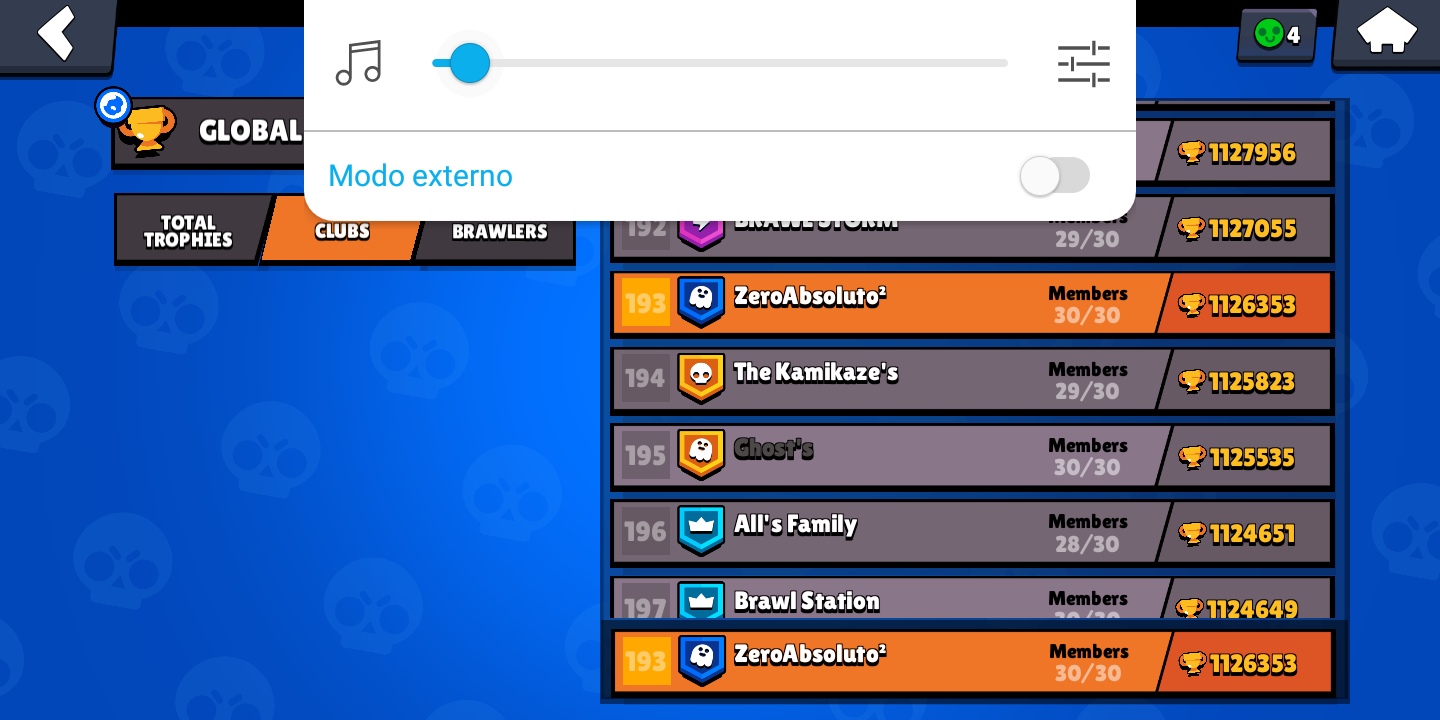 4
GLOBAL
Modo externo
TOTAL
TROPHIES
CLUBS
BRAWLERS
1127956
192
BRAWL STORM
Members
29/30
1127055
193
ZeroAbsoluto²
Members
30/30
1126353
194
The Kamikaze's
Members
29/30
1125823
195
Ghost's
Members
30/30
1125535
196
All's Family
Members
28/30
1124651
197
Brawl Station
Members
1124649
193
ZeroAbsoluto²
Members
30/30
1126353